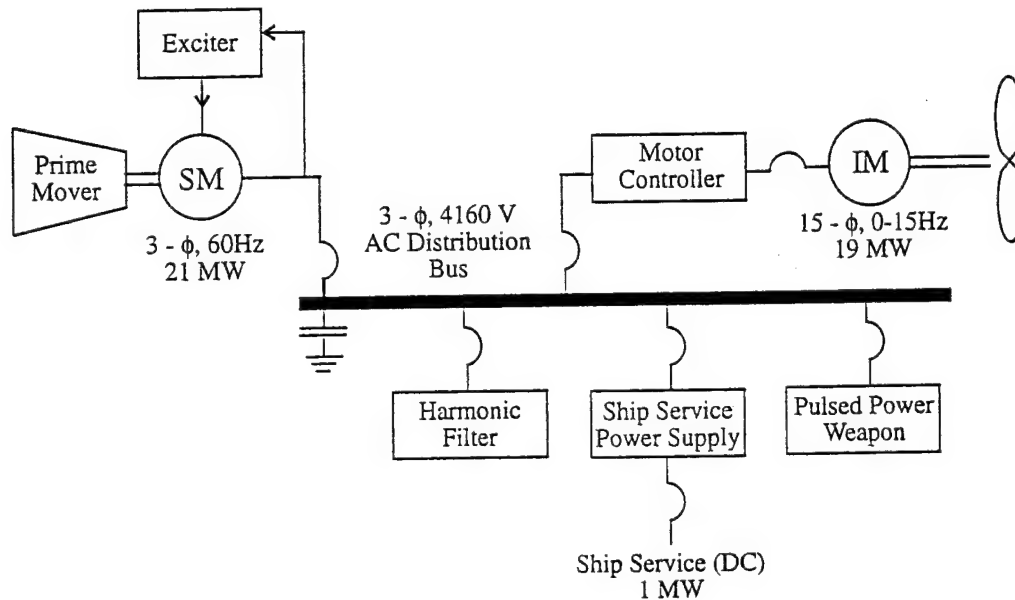 Exciter
Prime
Mover
SM
3 - ϕ, 60Hz
21 MW
3 - ϕ, 4160 V
AC Distribution
Bus
Motor
Controller
IM
15 - ϕ, 0-15Hz
19 MW
Harmonic
Filter
Ship Service
Power Supply
Pulsed Power
Weapon
Ship Service (DC)
1 MW